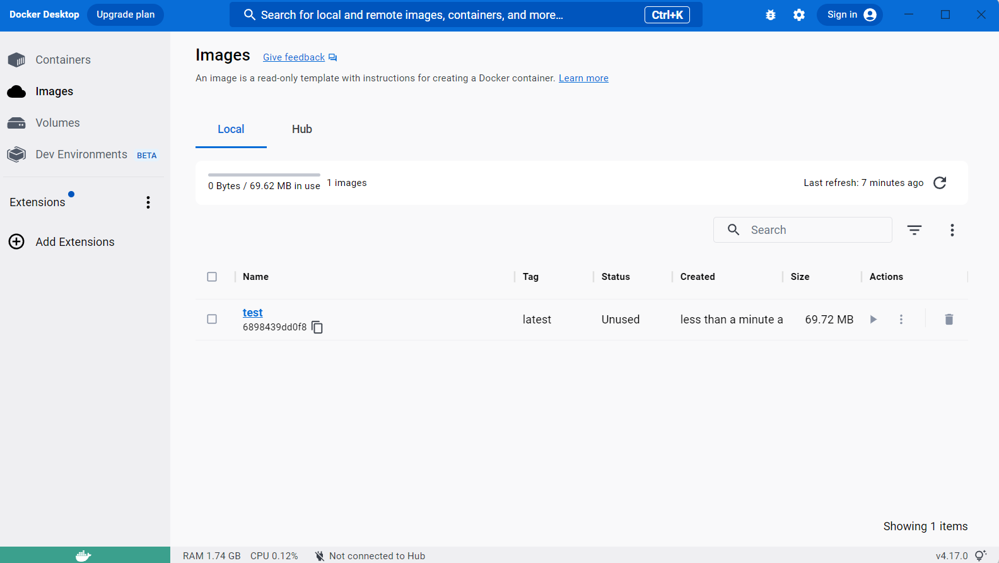 Docker Desktop Upgrade plan Search for local and remote images, containers, and more... Ctrl+K Sign in
Containers
Images
Volumes
Dev Environments BETA
Extensions
Add Extensions
Images Give feedback
An image is a read-only template with instructions for creating a Docker container. Learn more
Local Hub
0 Bytes / 69.62 MB in use 1 images Last refresh: 7 minutes ago
Search
Name Tag Status Created Size Actions
test
6898439dd0f8
latest Unused less than a minute a 69.72 MB
Showing 1 items
RAM 1.74 GB CPU 0.12% Not connected to Hub v4.17.0